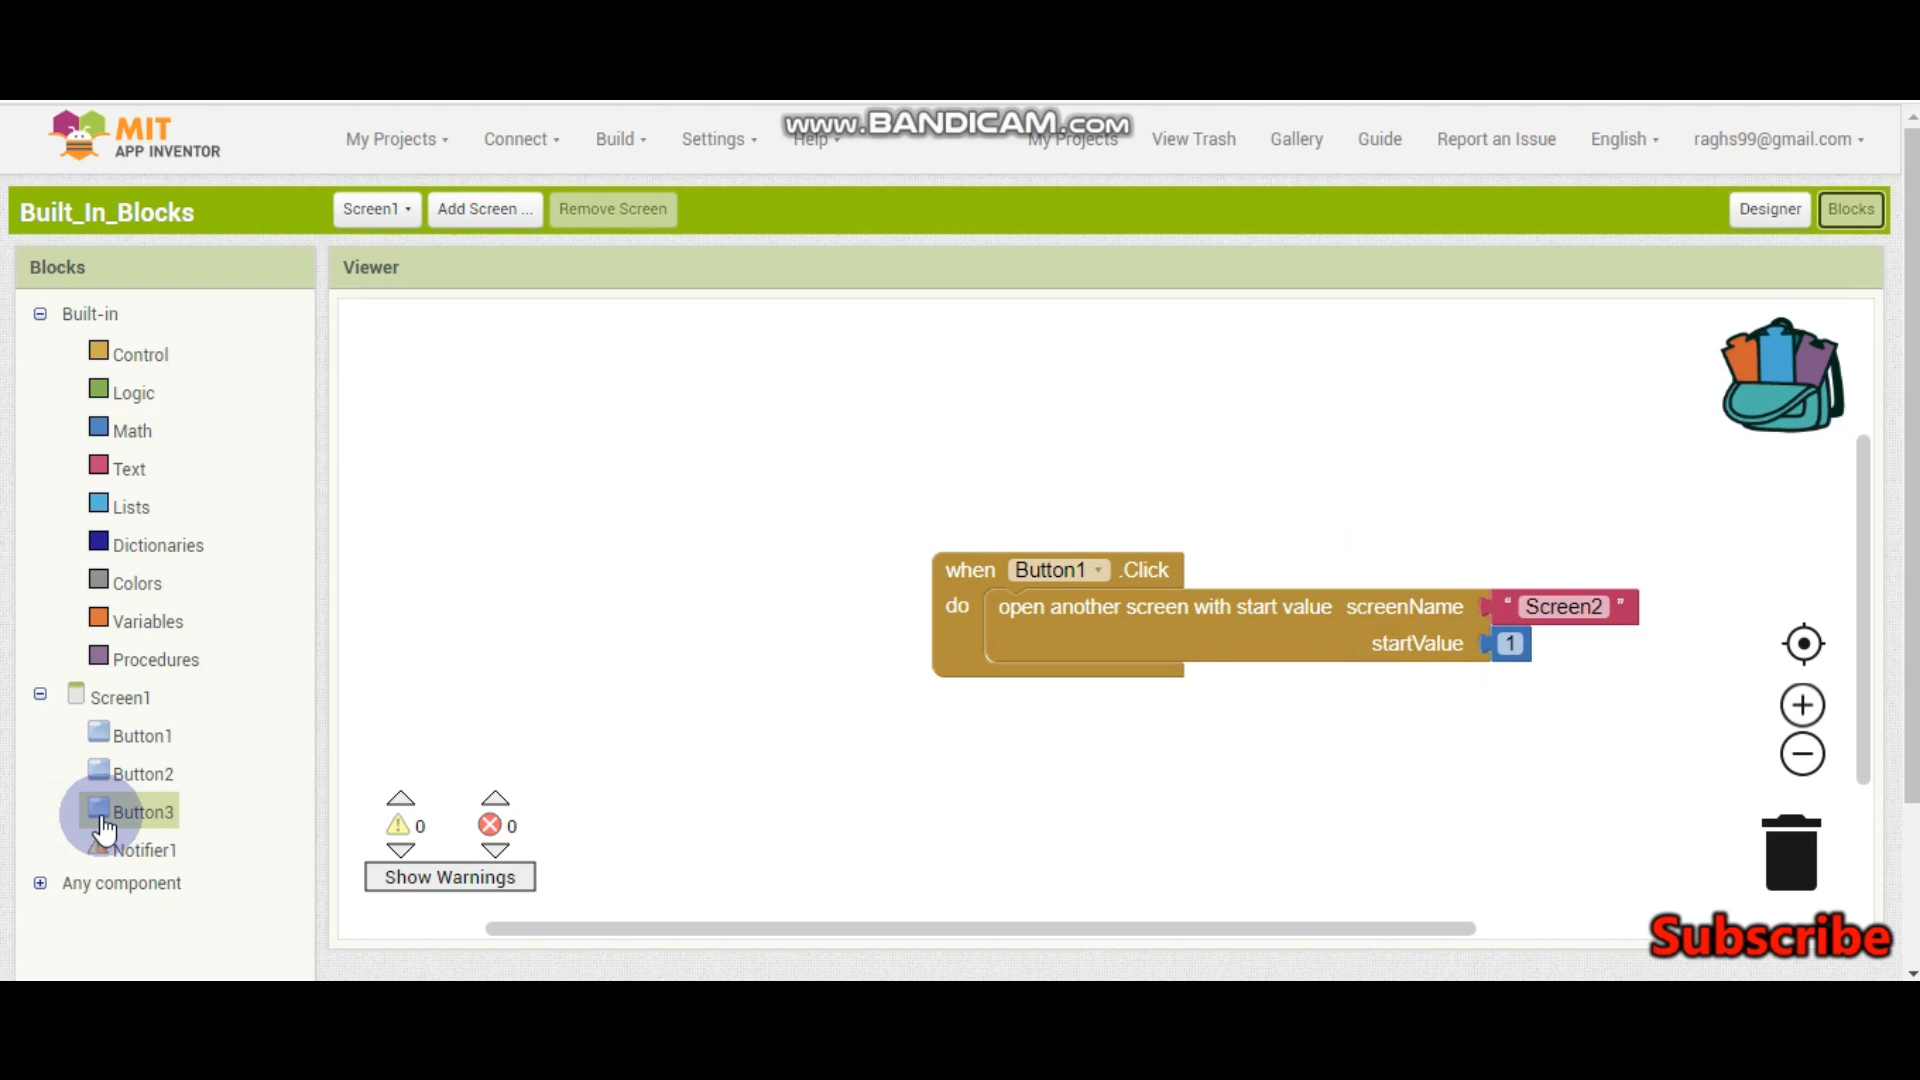 www.BANDICAM.com
MIT
APP INVENTOR
My Projects Connect Build Settings Help My Projects View Trash Gallery Guide Report an Issue English raghs99@gmail.com
Built_In_Blocks Screen1 Add Screen ... Remove Screen Designer Blocks
Blocks
Viewer
Built-in
Control
Logic
Math
Text
Lists
Dictionaries
Colors
Variables
Procedures
Screen1
Button1
Button2
Button3
Notifier1
Any component
when Button1 .Click
do open another screen with start value screenName “ Screen2 ”
startValue 1
0 0
Show Warnings
Subscribe